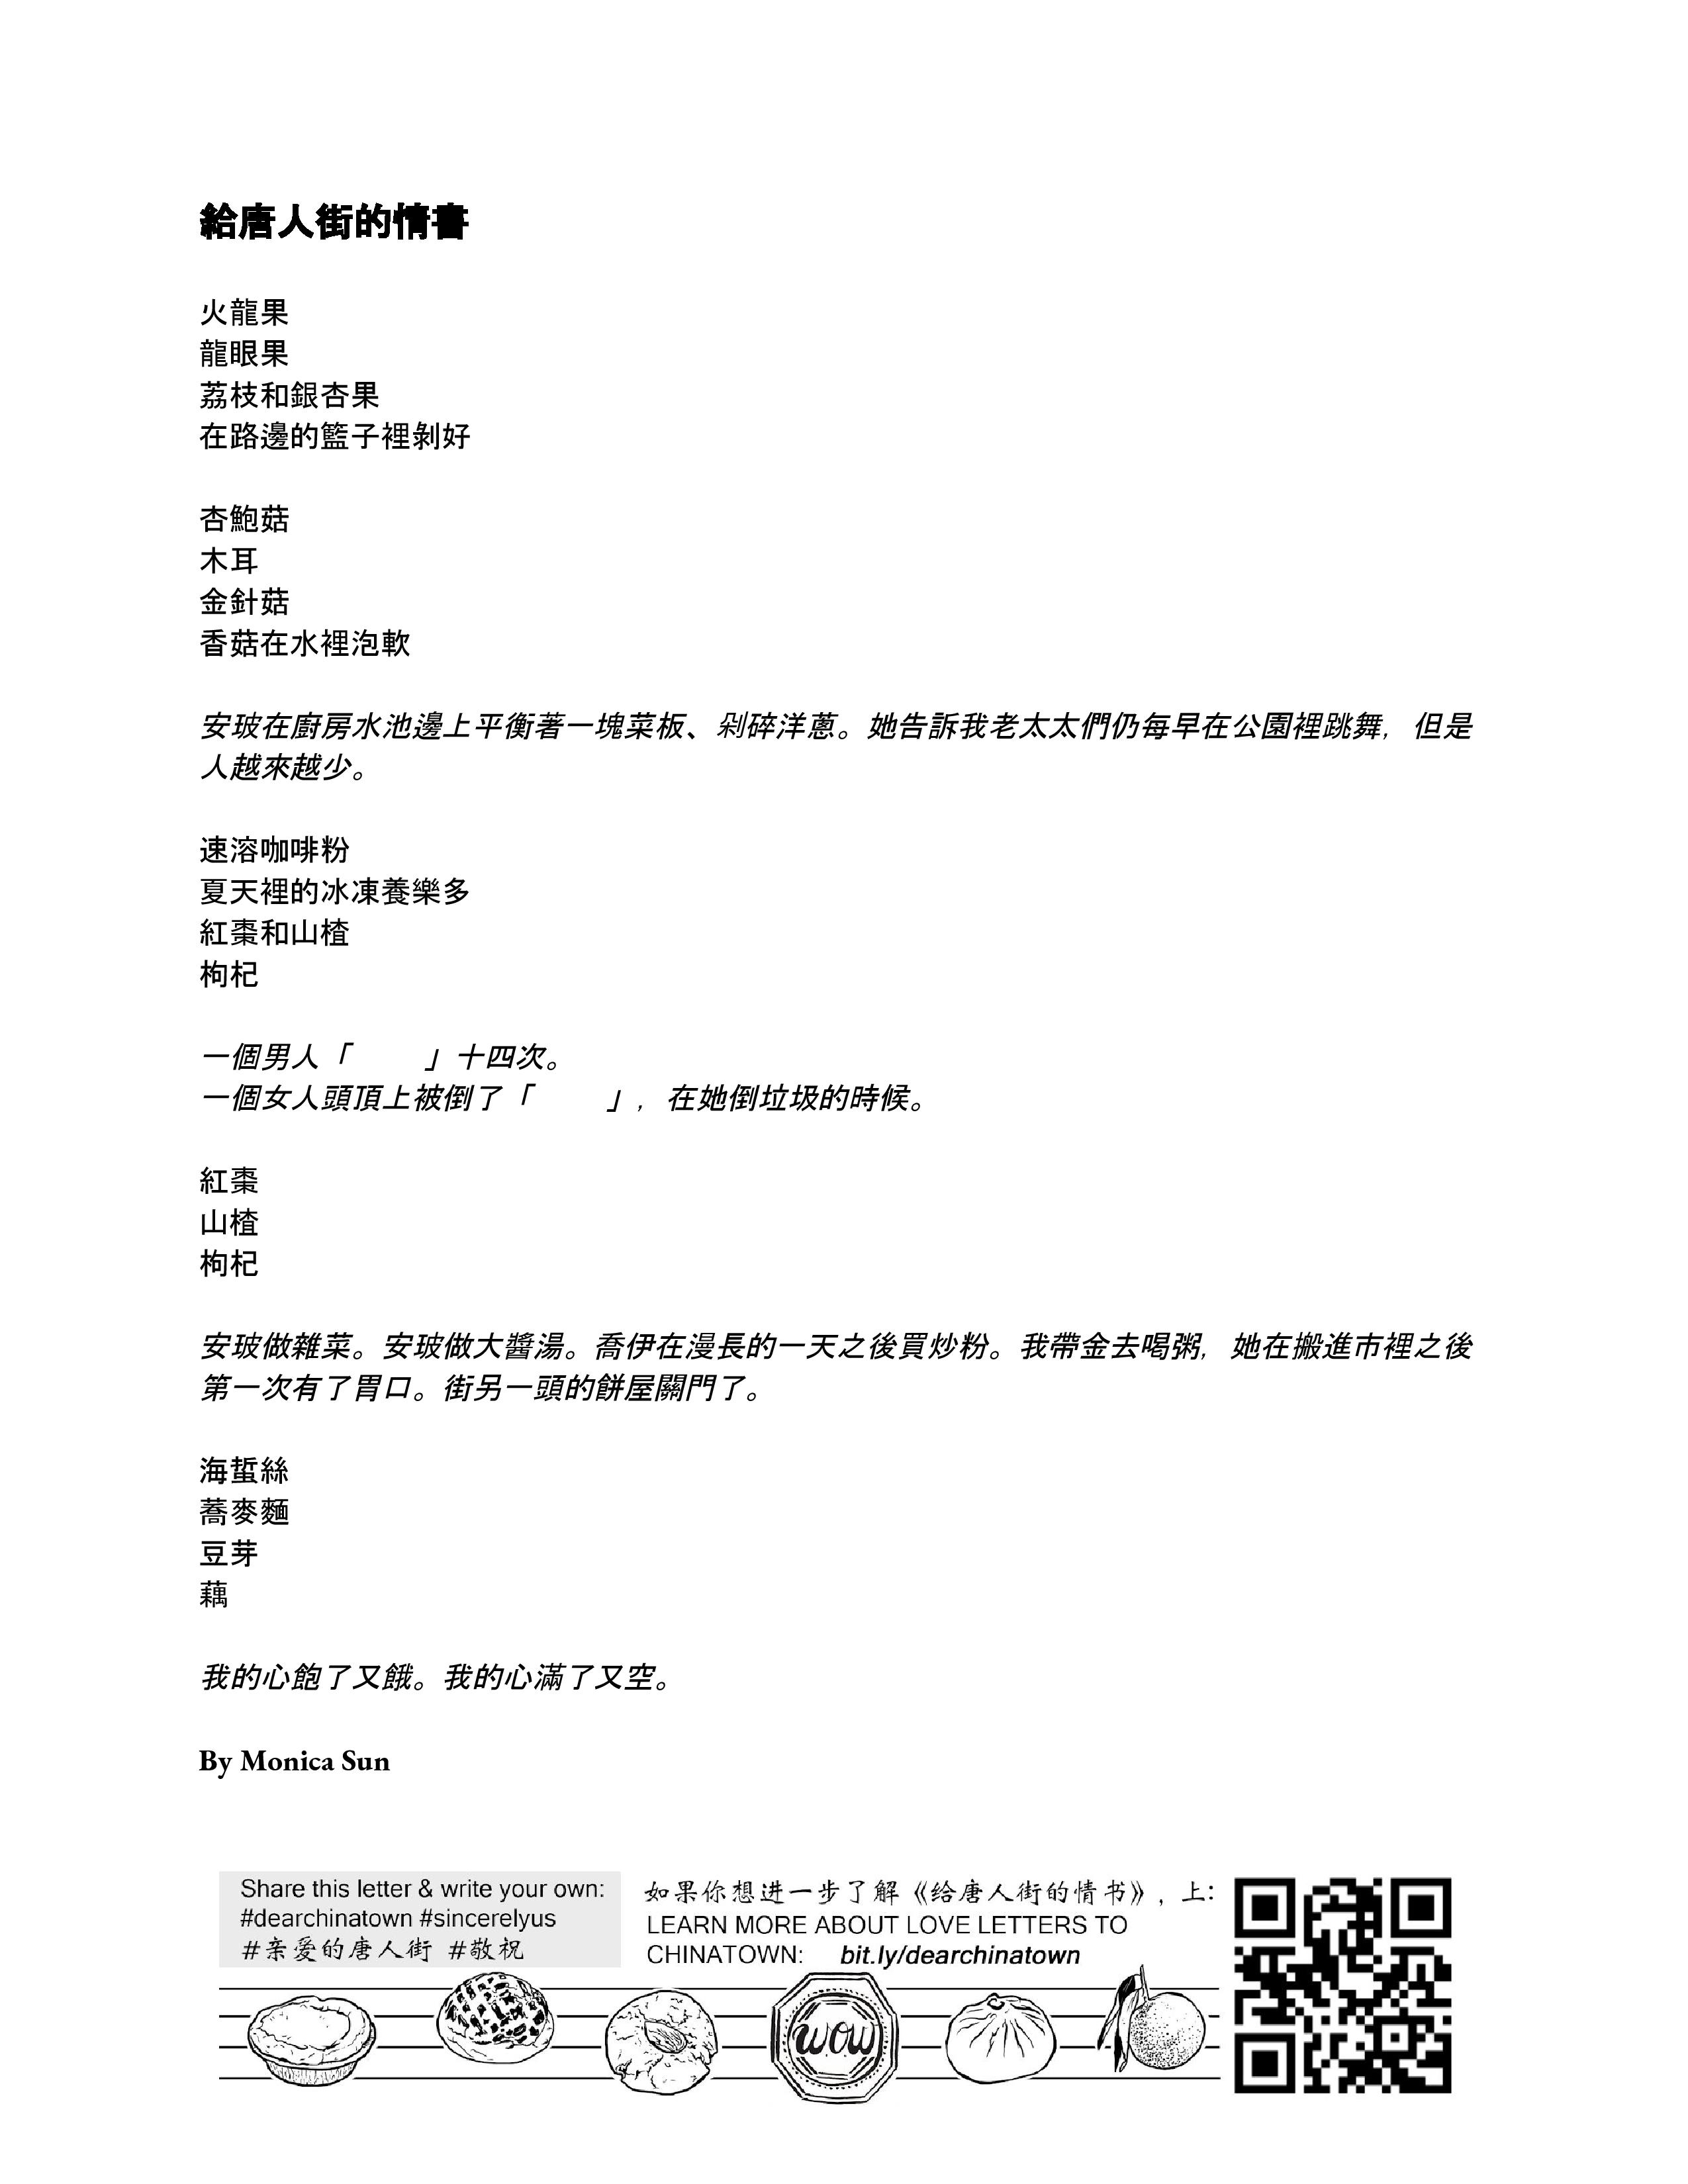 給唐人街的情書
火龍果
龍眼果
荔枝和銀杏果
在路邊的籃子裡剝好
杏鮑菇
木耳
金針菇
香菇在水裡泡軟
安玻在廚房水池邊上平衡著一塊菜板、剁碎洋蔥。她告訴我老太太們仍每早在公園裡跳舞，但是
人越來越少。
速溶咖啡粉
夏天裡的冰凍養樂多
紅棗和山楂
枸杞
一個男人「　　」十四次。
一個女人頭頂上被倒了「　　」，在她倒垃圾的時候。
紅棗
山楂
枸杞
安玻做雜菜。安玻做大醬湯。喬伊在漫長的一天之後買炒粉。我帶金去喝粥，她在搬進市裡之後
第一次有了胃口。街另一頭的餅屋關門了。
海蜇絲
蕎麥麵
豆芽
藕
我的心飽了又餓。我的心滿了又空。
By Monica Sun
Share this letter & write your own:
#dearchinatown #sincerelyus
#亲爱的唐人街 #敬祝
如果你想进一步了解《给唐人街的情书》，上:
LEARN MORE ABOUT LOVE LETTERS TO
CHINATOWN: bit.ly/dearchinatown
WOW